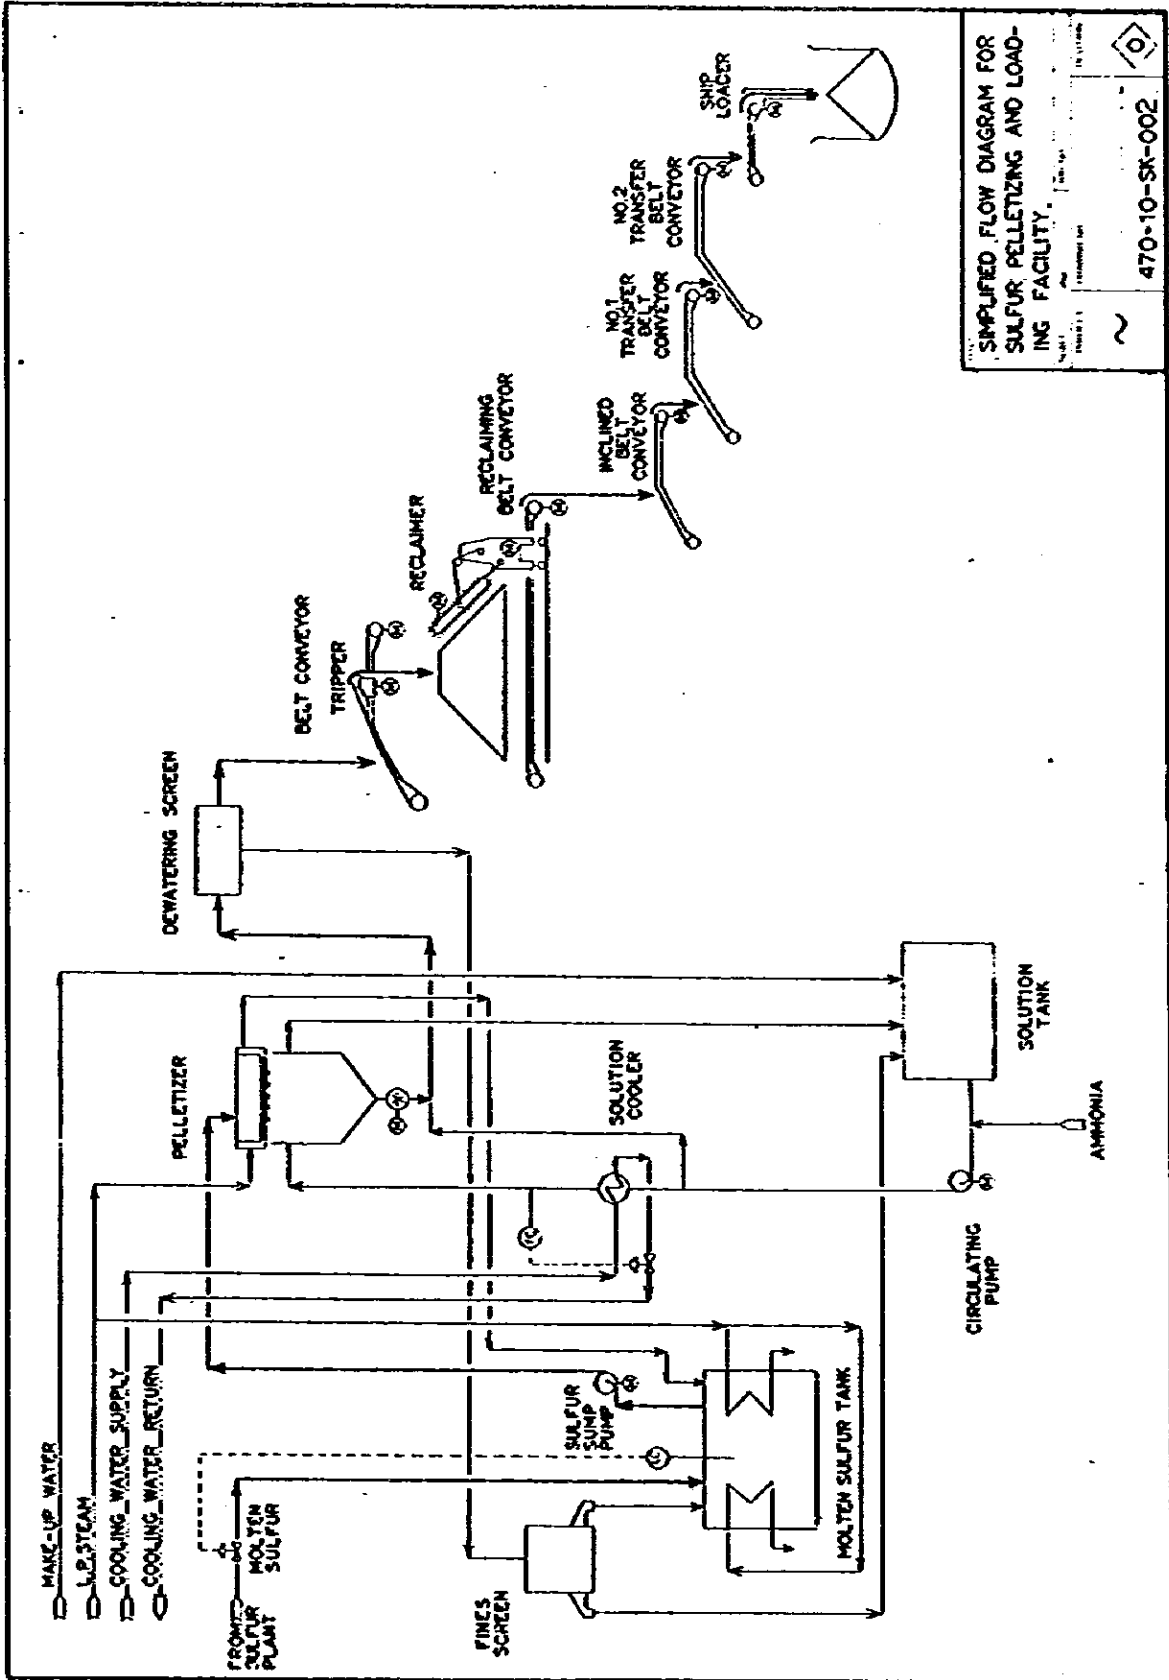 MAKE-UP WATER
L.P. STEAM
COOLING WATER SUPPLY
COOLING WATER RETURN
FROM
SULFUR
PLANT
MOLTEN
SULFUR
FINES
SCREEN
SULFUR
SUMP
PUMP
MOLTEN SULFUR TANK
PELLETIZER
SOLUTION
COOLER
CIRCULATING
PUMP
AMMONIA
SOLUTION
TANK
DEWATERING SCREEN
BELT CONVEYOR
TRIPPER
RECLAIMER
RECLAIMING
BELT CONVEYOR
INCLINED
BELT
CONVEYOR
NO.1
TRANSFER
BELT
CONVEYOR
NO.2
TRANSFER
BELT
CONVEYOR
SHIP
LOADER
SIMPLIFIED FLOW DIAGRAM FOR
SULFUR PELLETIZING AND LOAD-
ING FACILITY.
470-10-SK-002